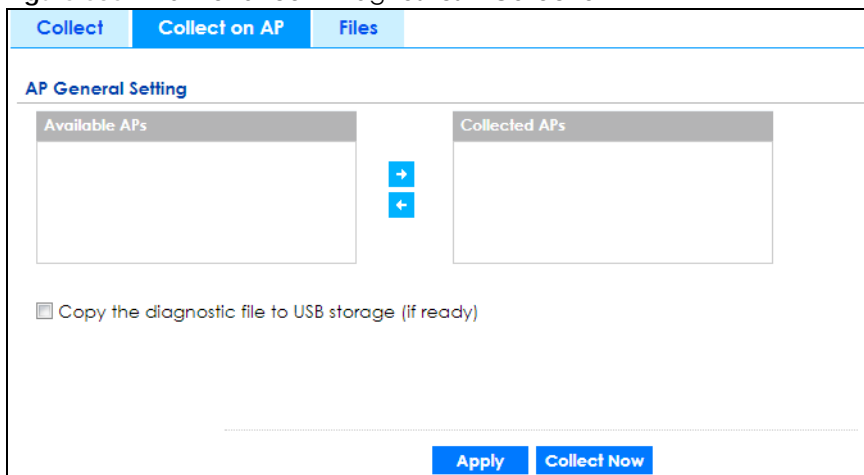 Collect Collect on AP Files
AP General Setting
Available APs Collected APs
Copy the diagnostic file to USB storage (if ready)
Apply Collect Now